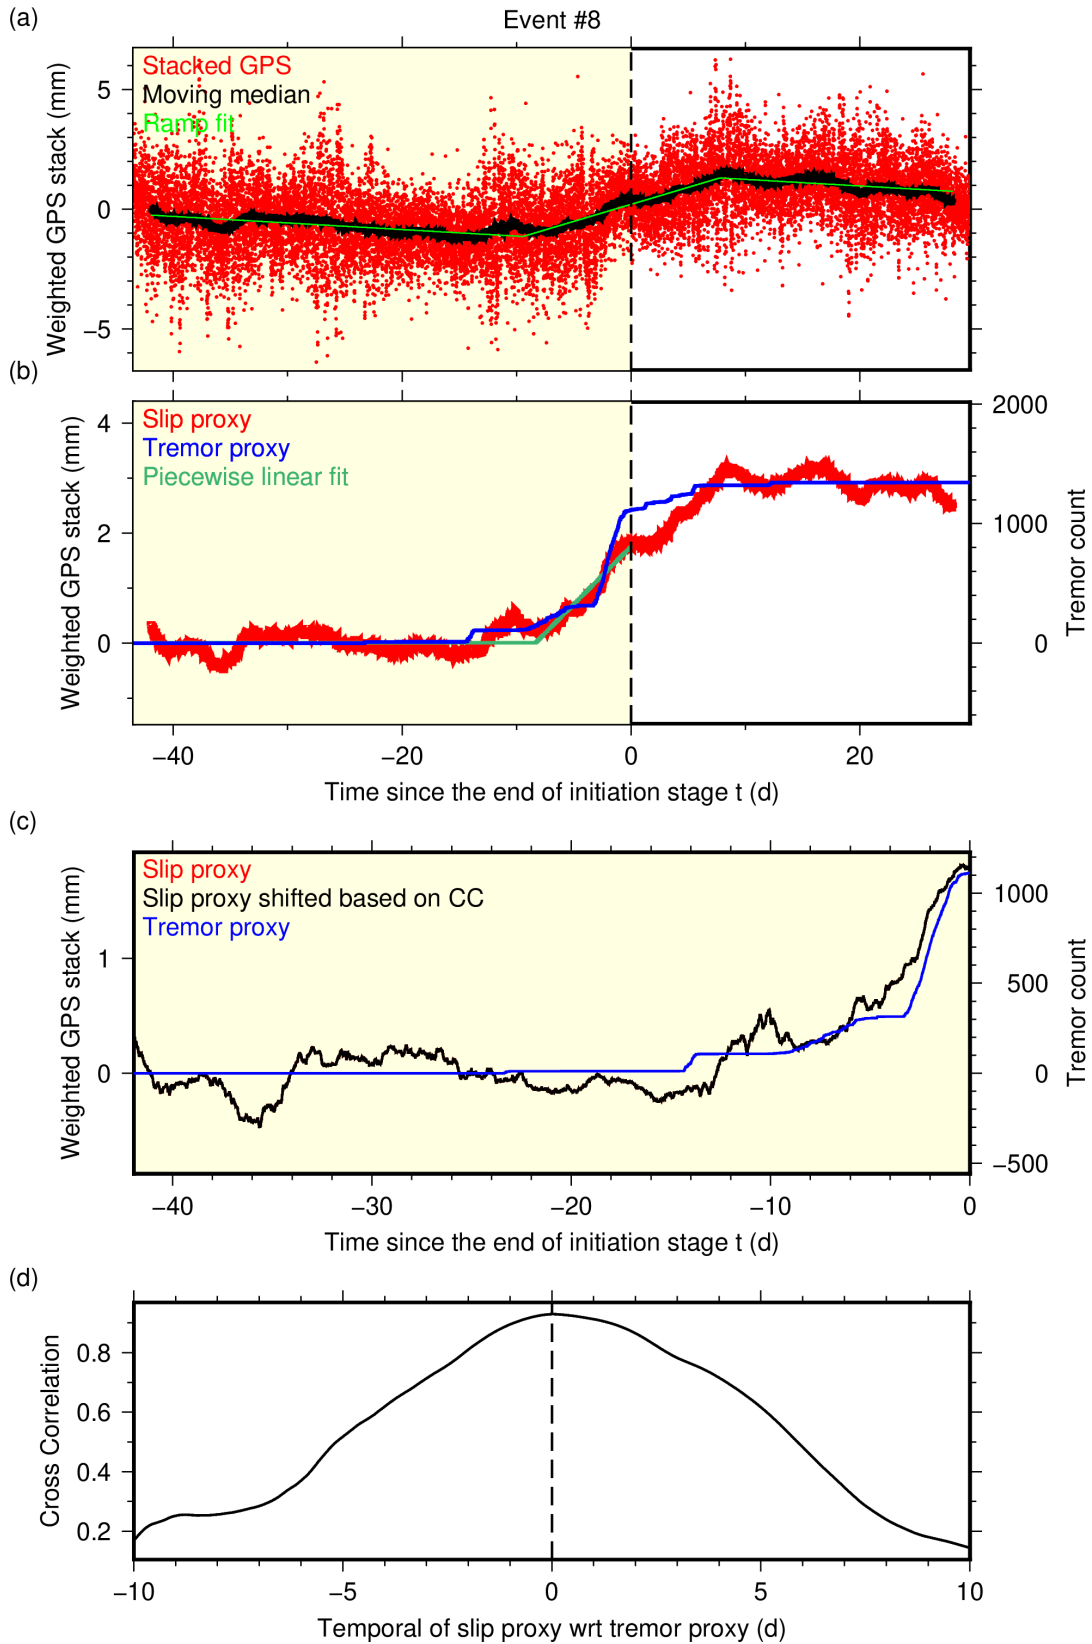 (a)
Event #8
Stacked GPS
Moving median
Ramp fit
Weighted GPS stack (mm)
5
0
−5
(b)
Slip proxy
Tremor proxy
Piecewise linear fit
Weighted GPS stack (mm)
4
2
0
2000
1000
0
Tremor count
−40 −20 0 20
Time since the end of initiation stage t (d)
(c)
Slip proxy
Slip proxy shifted based on CC
Tremor proxy
Weighted GPS stack (mm)
1
0
1000
500
0
−500
Tremor count
−40 −30 −20 −10 0
Time since the end of initiation stage t (d)
(d)
Cross Correlation
0.8
0.6
0.4
0.2
−10 −5 0 5 10
Temporal of slip proxy wrt tremor proxy (d)